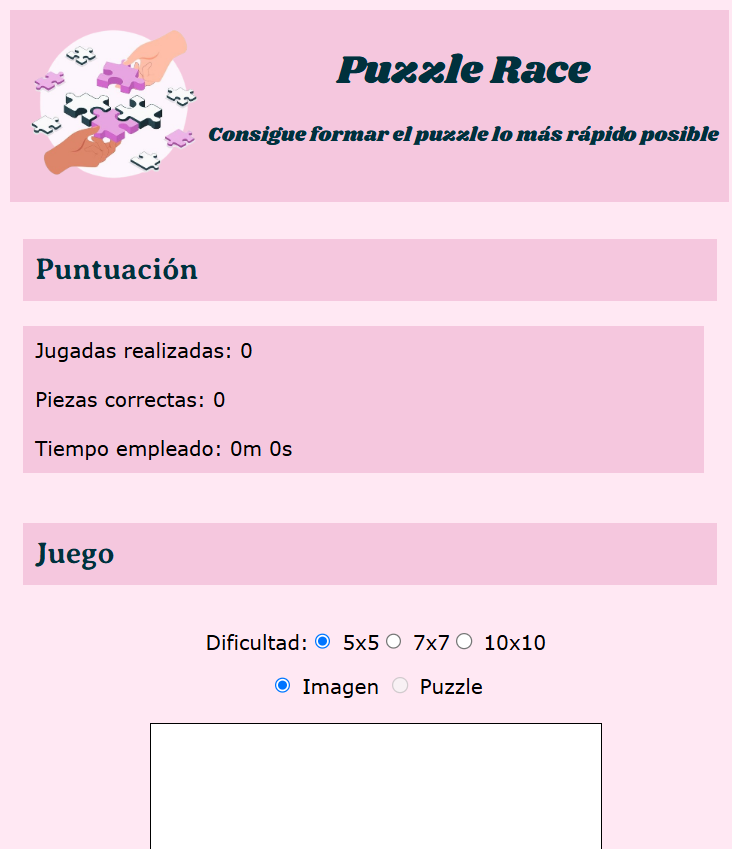 Puzzle Race
Consigue formar el puzzle lo más rápido posible
Puntuación
Jugadas realizadas: 0
Piezas correctas: 0
Tiempo empleado: 0m 0s
Juego
Dificultad: 5x5 7x7 10x10
Imagen Puzzle